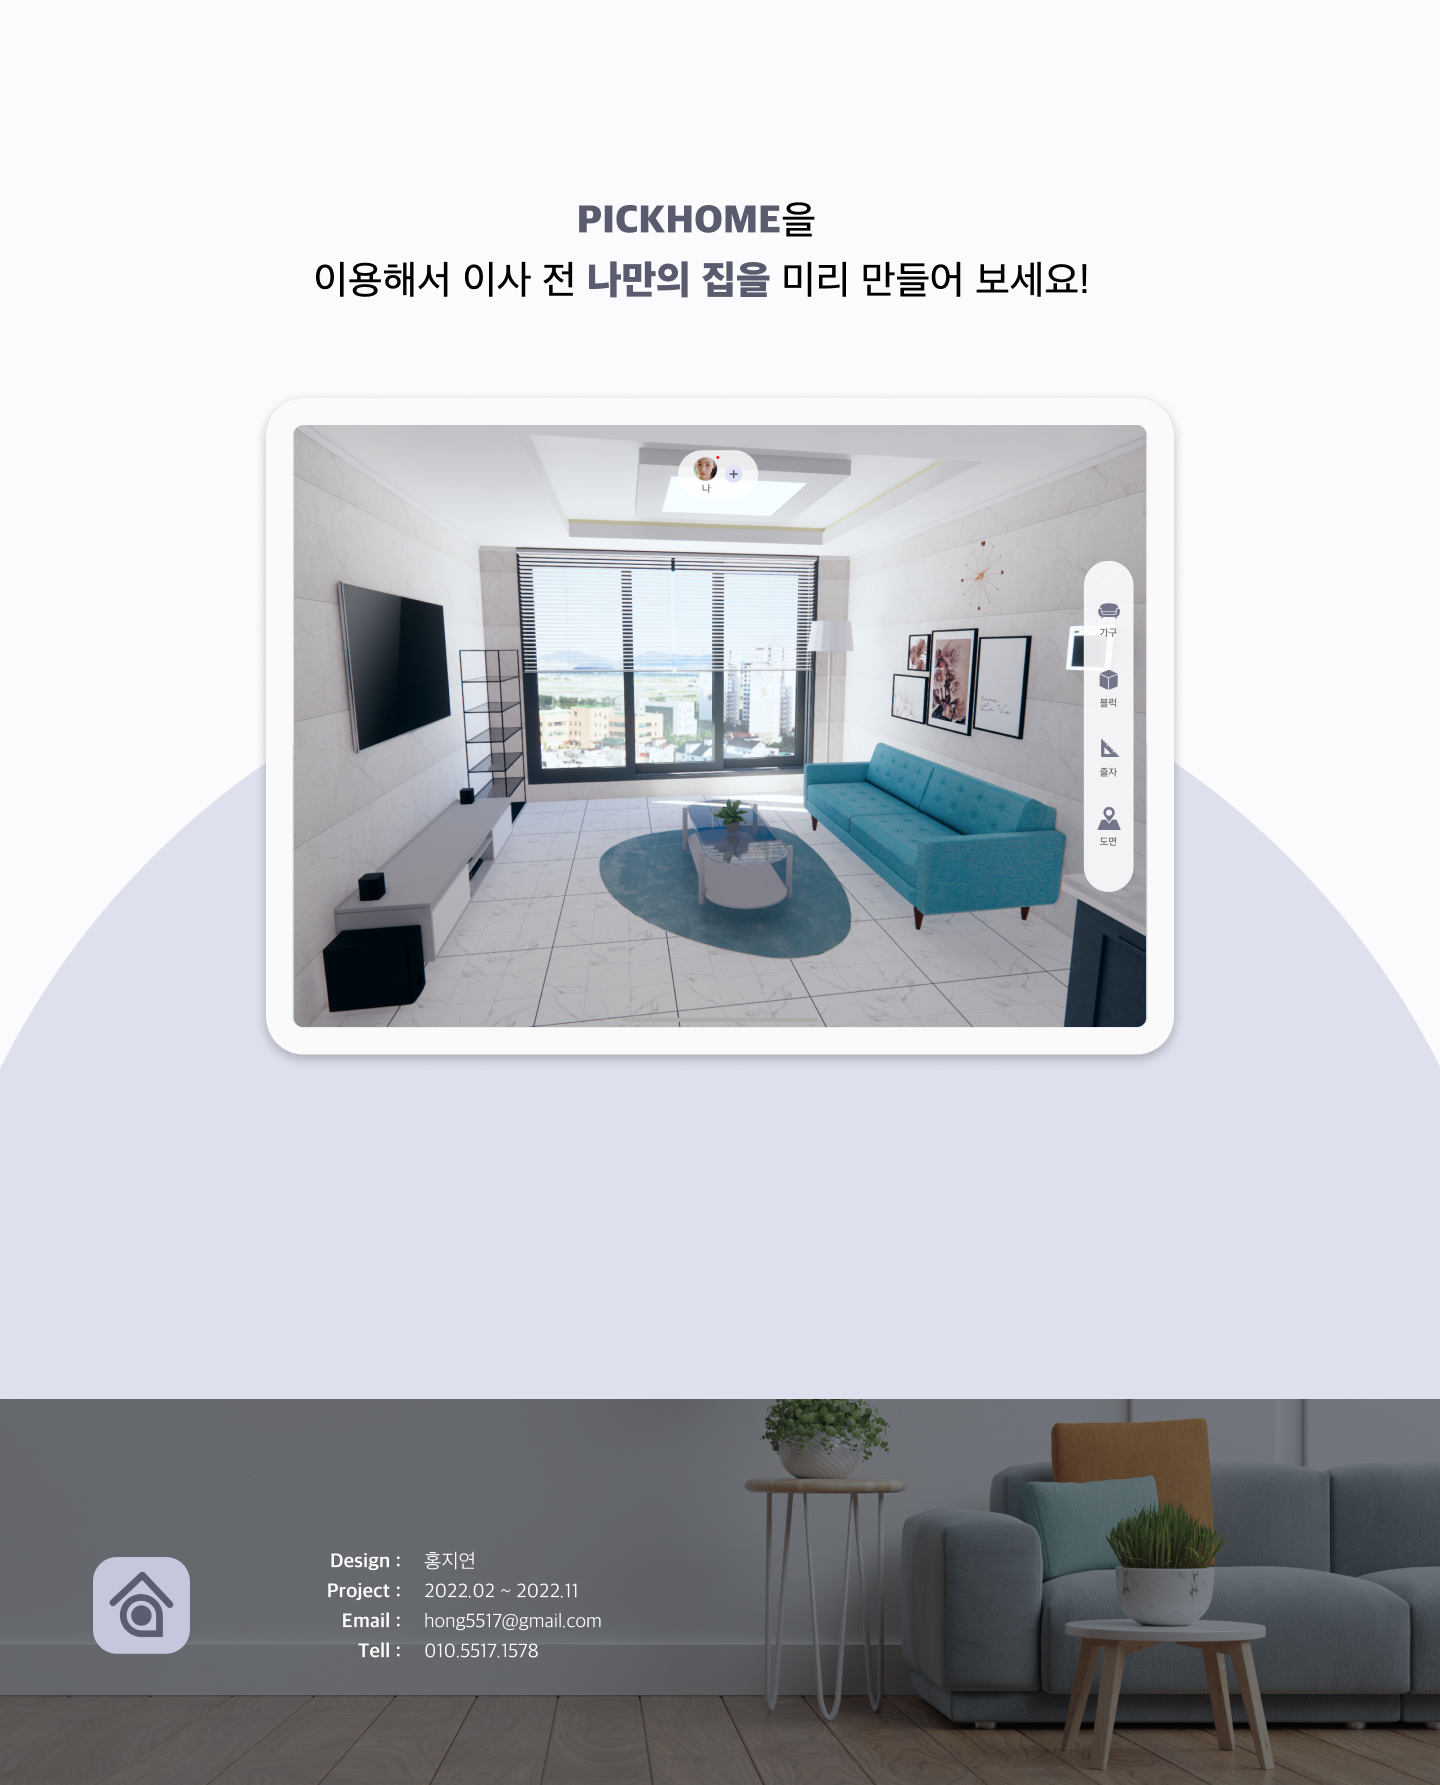 PICKHOME을
이용해서 이사 전 나만의 집을 미리 만들어 보세요!
나
가구
블럭
줄자
도면
Design : 홍지연
Project : 2022.02 ~ 2022.11
Email : hong5517@gmail.com
Tell : 010.5517.1578